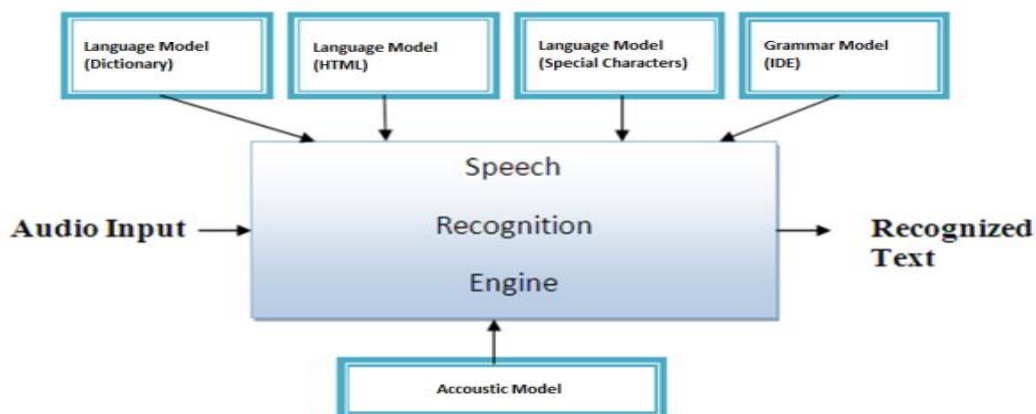 Language Model
(Dictionary)
Language Model
(HTML)
Language Model
(Special Characters)
Grammar Model
(IDE)
Speech
Recognition
Engine
Audio Input
Recognized
Text
Accoustic Model